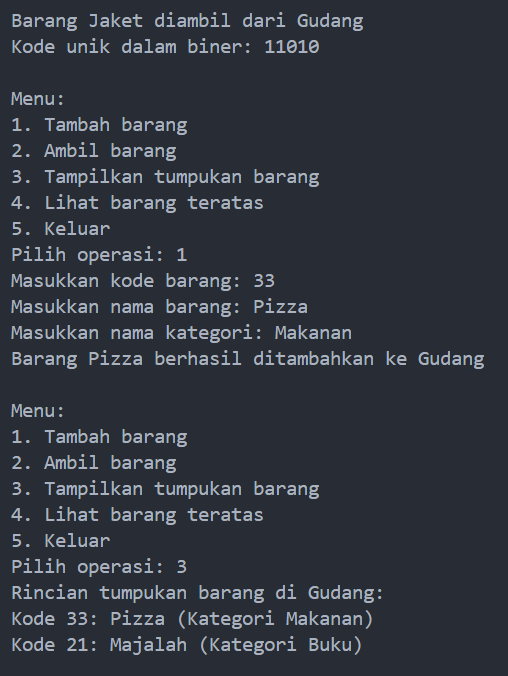 Barang Jaket diambil dari Gudang
Kode unik dalam biner: 11010
Menu:
1. Tambah barang
2. Ambil barang
3. Tampilkan tumpukan barang
4. Lihat barang teratas
5. Keluar
Pilih operasi: 1
Masukkan kode barang: 33
Masukkan nama barang: Pizza
Masukkan nama kategori: Makanan
Barang Pizza berhasil ditambahkan ke Gudang
Menu:
1. Tambah barang
2. Ambil barang
3. Tampilkan tumpukan barang
4. Lihat barang teratas
5. Keluar
Pilih operasi: 3
Rincian tumpukan barang di Gudang:
Kode 33: Pizza (Kategori Makanan)
Kode 21: Majalah (Kategori Buku)